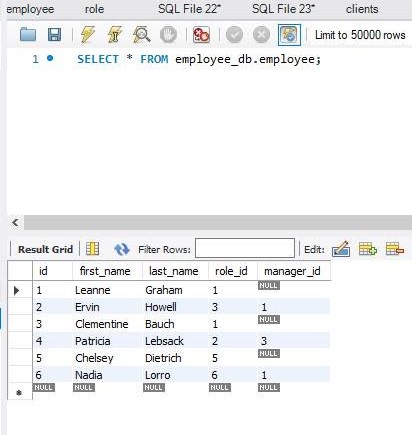 employee role SQL File 22* SQL File 23* clients
Limit to 50000 rows
1 SELECT * FROM employee_db.employee;
Result Grid Filter Rows: Edit:
id first_name last_name role_id manager_id
1 Leanne Graham 1 NULL
2 Ervin Howell 3 1
3 Clementine Bauch 1 NULL
4 Patricia Lebsack 2 3
5 Chelsey Dietrich 5 NULL
6 Nadia Lorro 6 1
NULL NULL NULL NULL NULL